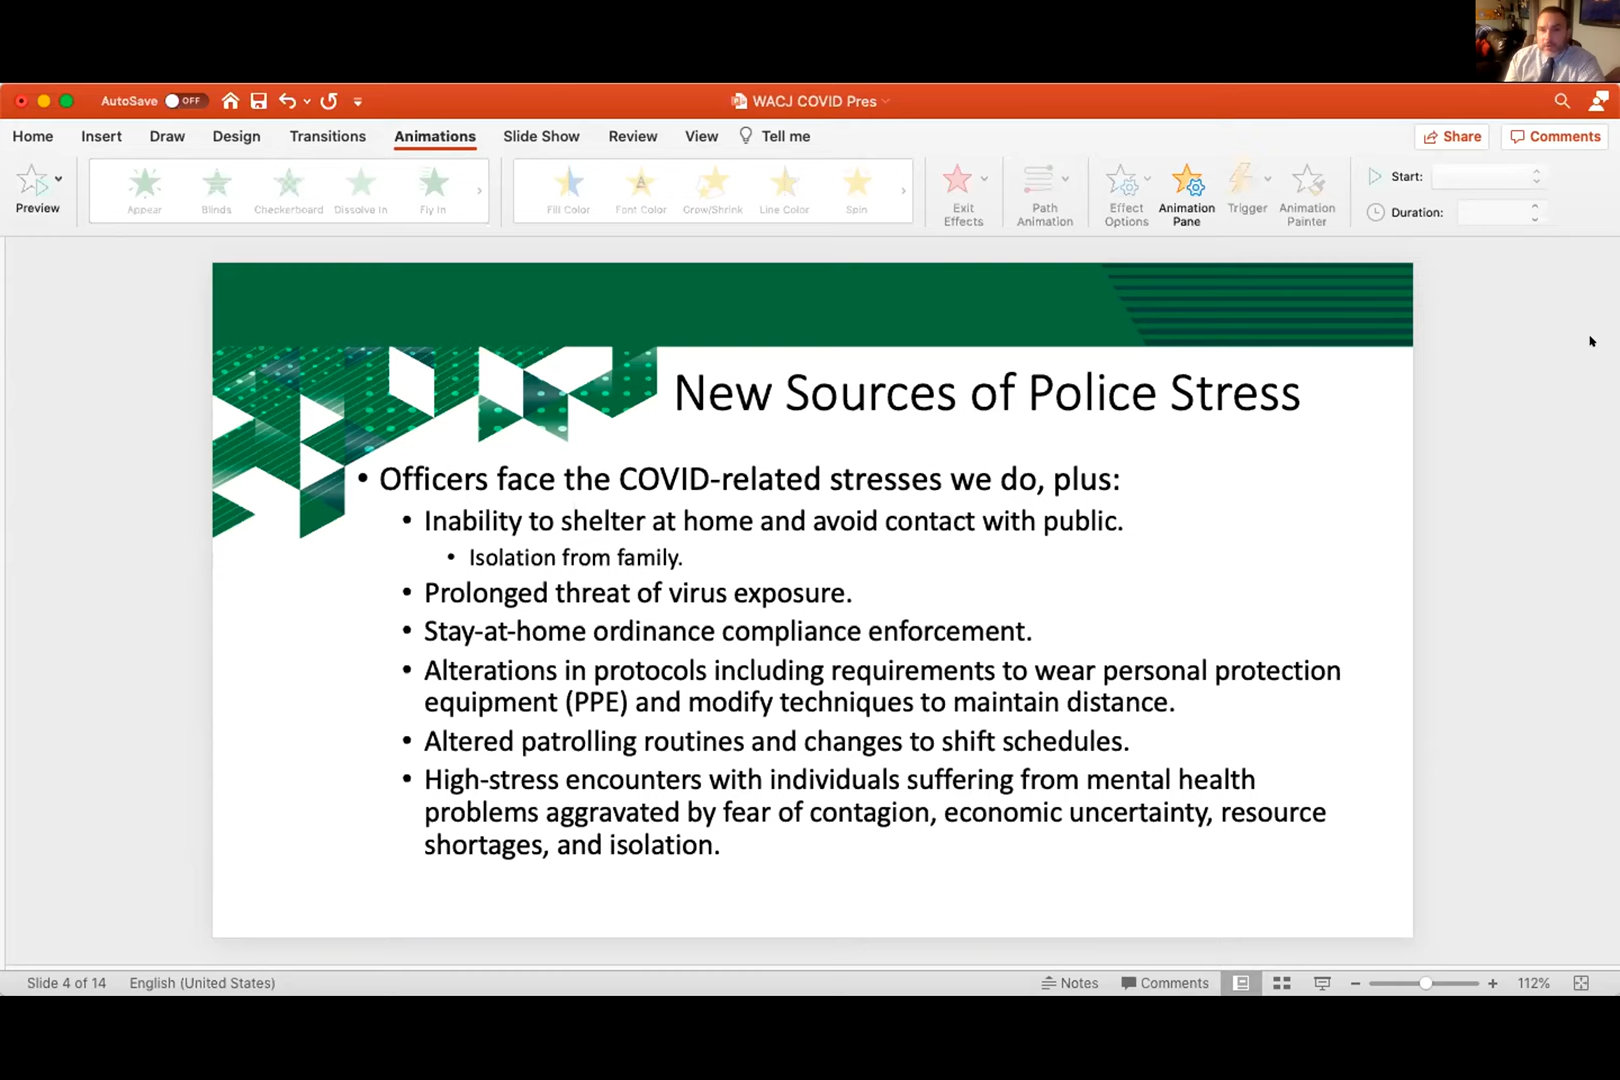 AutoSave OFF WACJ COVID Pres
Home Insert Draw Design Transitions Animations Slide Show Review View Tell me Share Comments
Preview Appear Blinds Checkerboard Dissolve In Fly In Fill Color Font Color Grow/Shrink Line Color Spin Exit Effects Path Animation Effect Options Animation Pane Trigger Animation Painter
Start:
Duration:
New Sources of Police Stress
• Officers face the COVID-related stresses we do, plus:
• Inability to shelter at home and avoid contact with public.
• Isolation from family.
• Prolonged threat of virus exposure.
• Stay-at-home ordinance compliance enforcement.
• Alterations in protocols including requirements to wear personal protection
equipment (PPE) and modify techniques to maintain distance.
• Altered patrolling routines and changes to shift schedules.
• High-stress encounters with individuals suffering from mental health
problems aggravated by fear of contagion, economic uncertainty, resource
shortages, and isolation.
Slide 4 of 14 English (United States) Notes Comments 112%